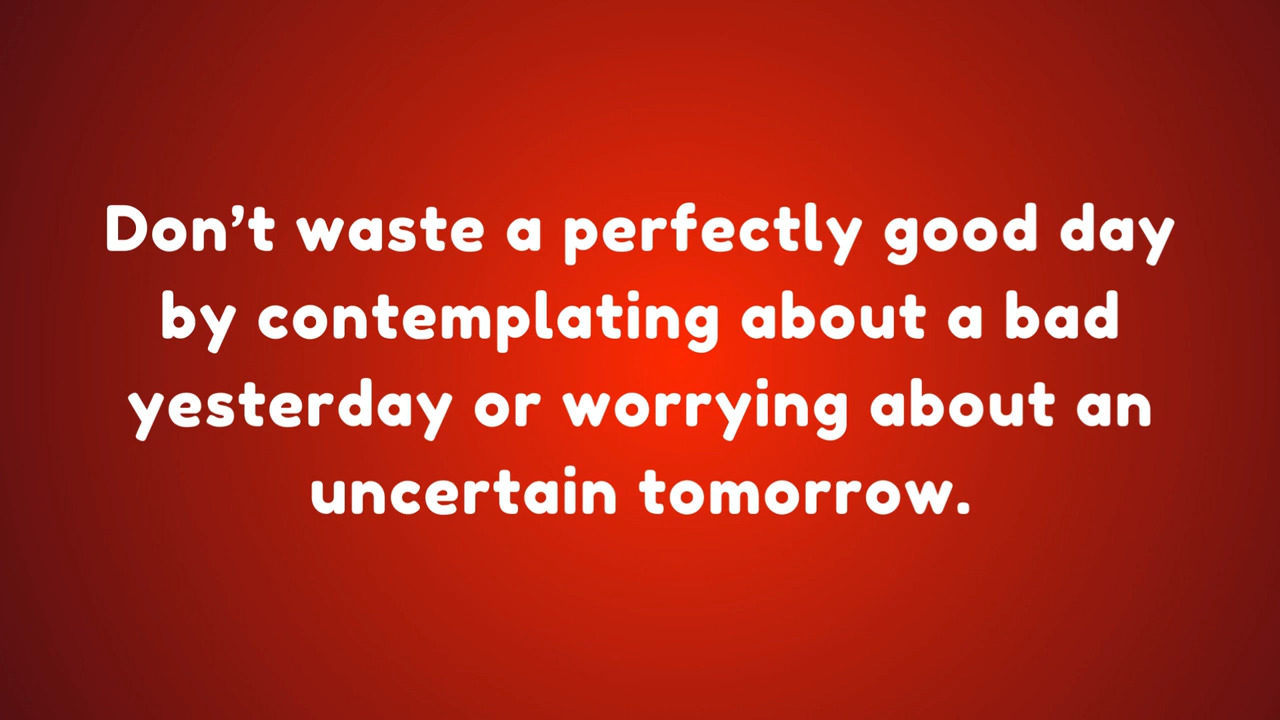 Don’t waste a perfectly good day
by contemplating about a bad
yesterday or worrying about an
uncertain tomorrow.